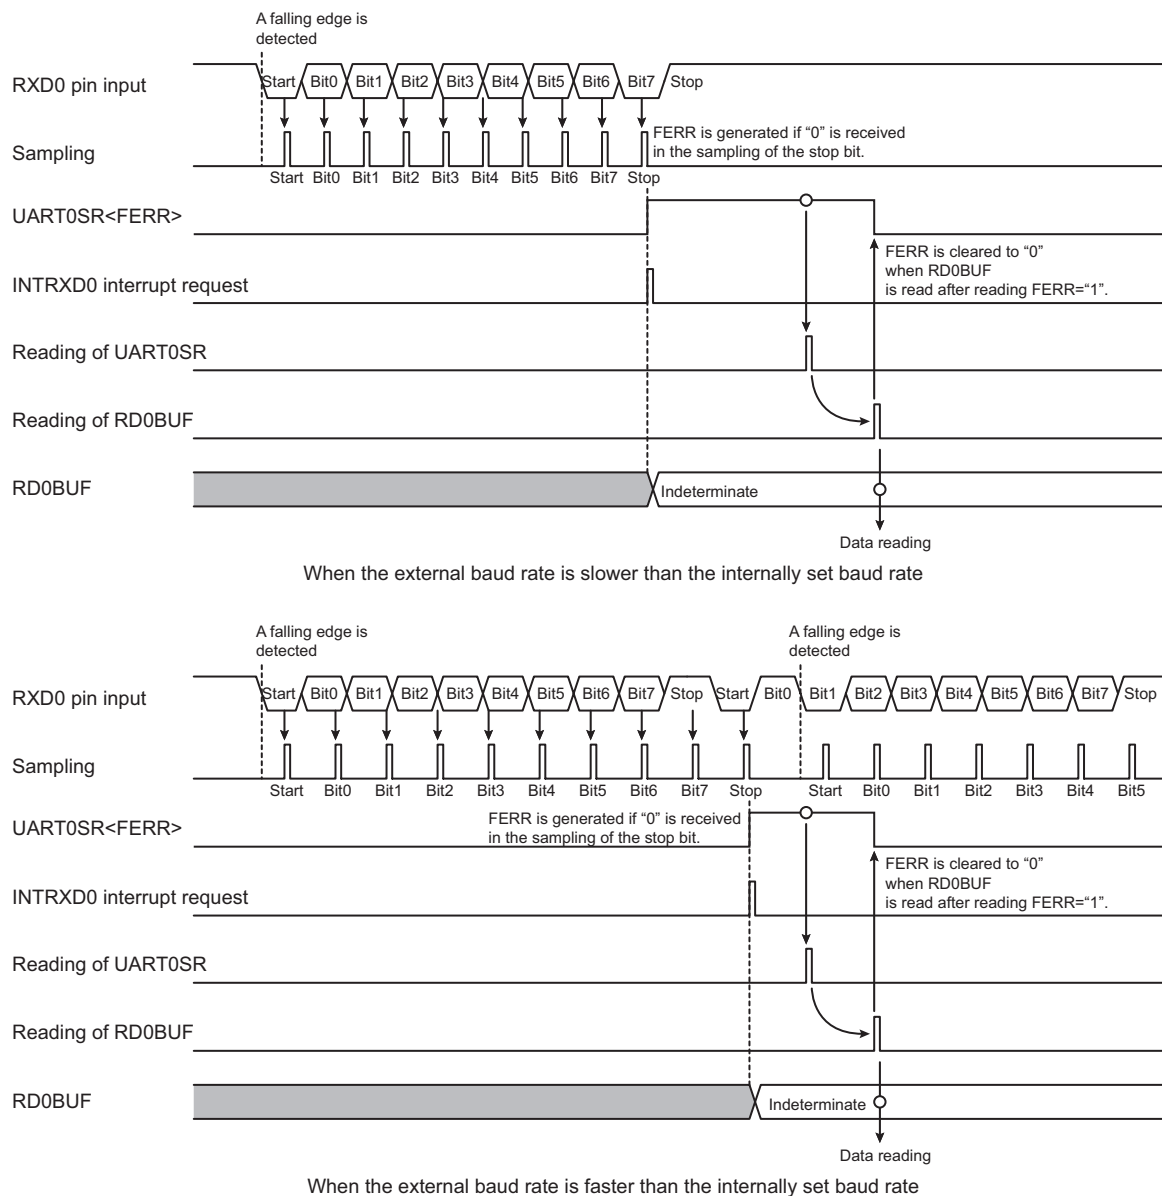 A falling edge is
detected
RXD0 pin input
Start Bit0 Bit1 Bit2 Bit3 Bit4 Bit5 Bit6 Bit7 Stop
FERR is generated if “0” is received
in the sampling of the stop bit.
Sampling
Start Bit0 Bit1 Bit2 Bit3 Bit4 Bit5 Bit6 Bit7 Stop
UART0SR<FERR>
FERR is cleared to “0”
when RD0BUF
is read after reading FERR=“1”.
INTRXD0 interrupt request
Reading of UART0SR
Reading of RD0BUF
RD0BUF
Indeterminate
Data reading
When the external baud rate is slower than the internally set baud rate
A falling edge is
detected
A falling edge is
detected
RXD0 pin input
Start Bit0 Bit1 Bit2 Bit3 Bit4 Bit5 Bit6 Bit7 Stop Start Bit0 Bit1 Bit2 Bit3 Bit4 Bit5 Bit6 Bit7 Stop
Sampling
Start Bit0 Bit1 Bit2 Bit3 Bit4 Bit5 Bit6 Bit7 Stop Start Bit0 Bit1 Bit2 Bit3 Bit4 Bit5
FERR is generated if “0” is received
in the sampling of the stop bit.
UART0SR<FERR>
FERR is cleared to “0”
when RD0BUF
is read after reading FERR=“1”.
INTRXD0 interrupt request
Reading of UART0SR
Reading of RD0BUF
RD0BUF
Indeterminate
Data reading
When the external baud rate is faster than the internally set baud rate